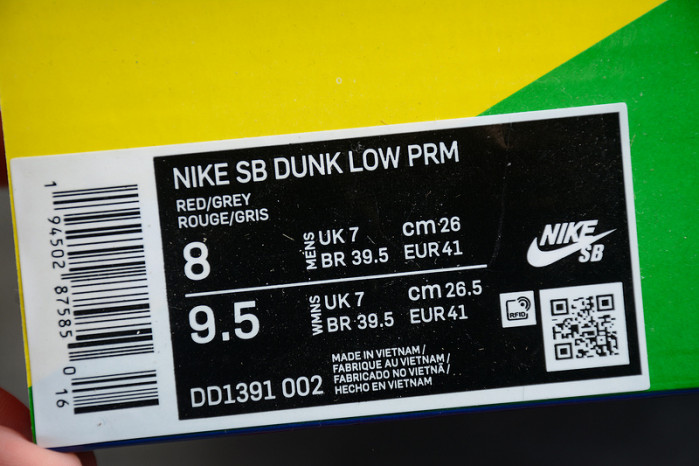 NIKE SB DUNK LOW PRM
RED/GREY
ROUGE/GRIS
8
MENS
UK 7
BR 39.5
cm 26
EUR 41
9.5
WMNS
UK 7
BR 39.5
cm 26.5
EUR 41
DD1391 002
MADE IN VIETNAM/
FABRIQUE AU VIETNAM/
FABRICADO NO VIETNÃ/
HECHO EN VIETNAM
NIKE
SB
RFID
1 94502 87585 0 16